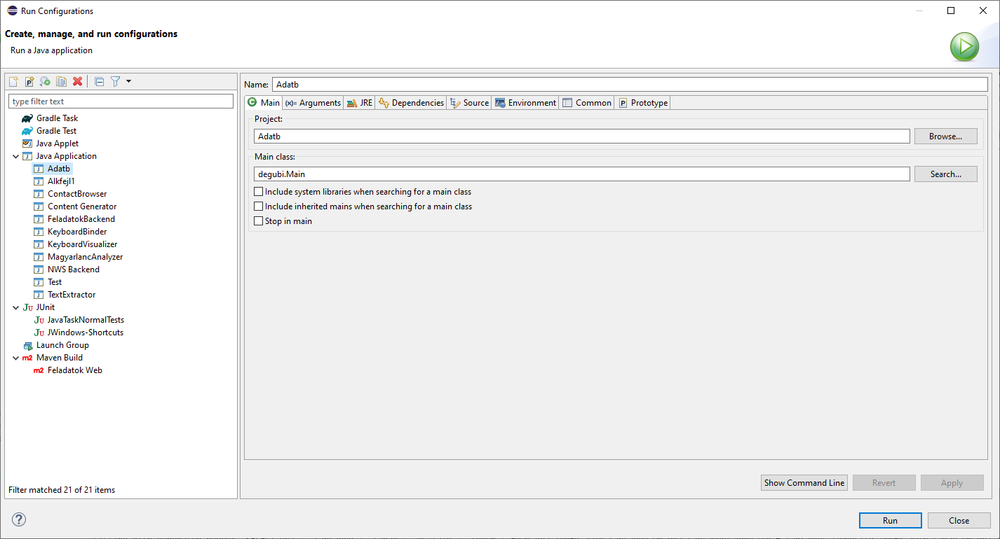 Run Configurations
Create, manage, and run configurations
Run a Java application
type filter text
Gradle Task
Gradle Test
Java Applet
Java Application
Adatb
Alkfejl1
ContactBrowser
Content Generator
FeladatokBackend
KeyboardBinder
KeyboardVisualizer
MagyarlancAnalyzer
NWS Backend
Test
TextExtractor
JUnit
JavaTaskNormalTests
JWindows-Shortcuts
Launch Group
Maven Build
Feladatok Web
Filter matched 21 of 21 items
Name: Adatb
Main (x)= Arguments JRE Dependencies Source Environment Common Prototype
Project:
Adatb Browse...
Main class:
degubi.Main Search...
Include system libraries when searching for a main class
Include inherited mains when searching for a main class
Stop in main
Show Command Line Revert Apply
Run Close